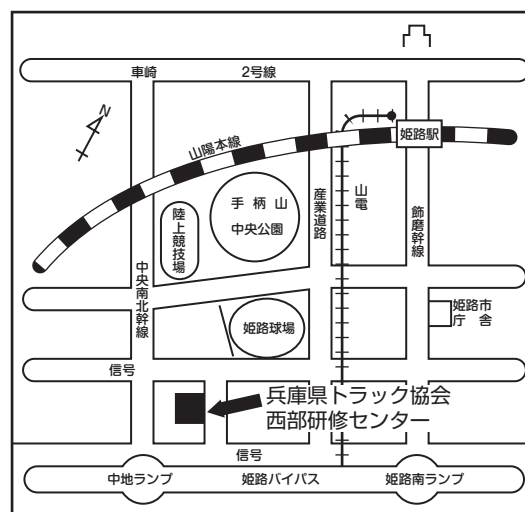 車崎
2号線
N
山陽本線
姫路駅
手柄山
中央公園
陸上競技場
産業道路
山電
飾磨幹線
中央南北幹線
姫路球場
姫路市
庁舎
信号
兵庫県トラック協会
西部研修センター
信号
中地ランプ
姫路バイパス
姫路南ランプ